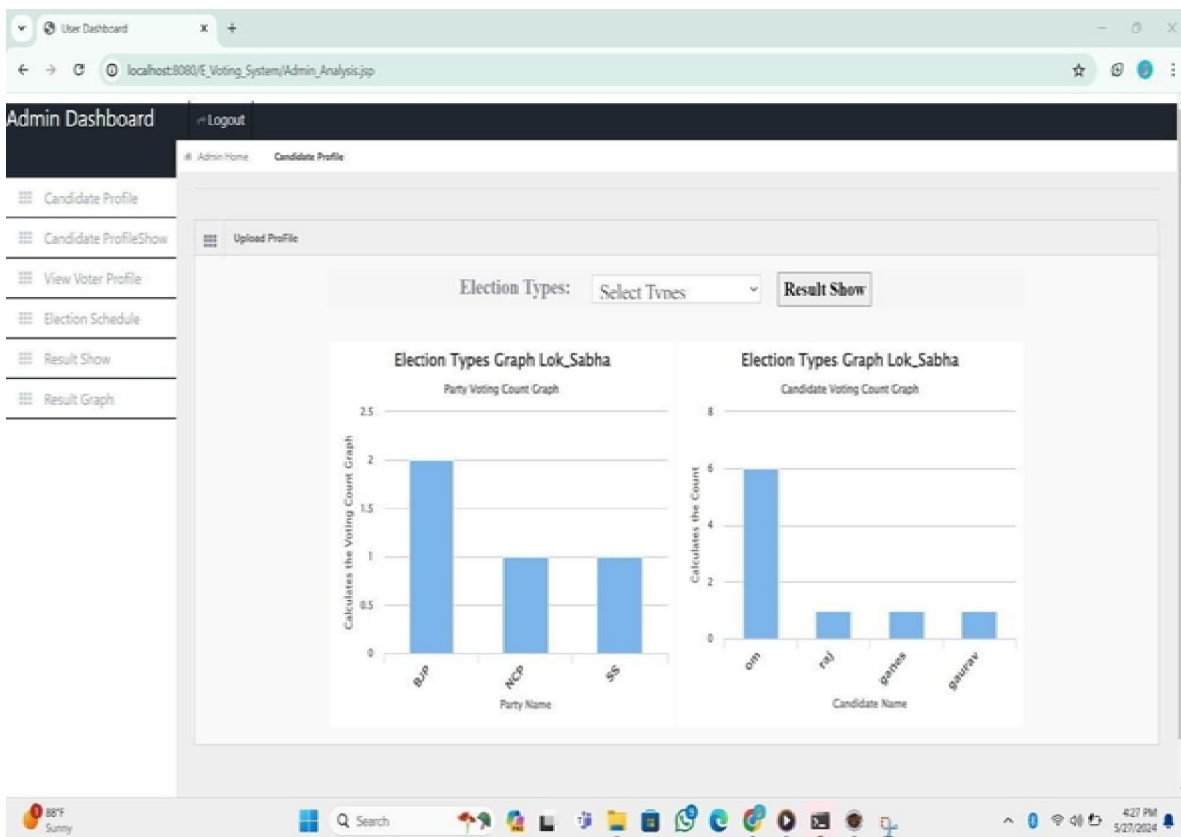 User Dashboard
localhost:8080/E_Voting_System/Admin_Analysis.jsp
Admin Dashboard
Logout
Admin Home Candidate Profile
Candidate Profile
Candidate ProfileShow
View Voter Profile
Election Schedule
Result Show
Result Graph
Upload ProFile
Election Types: Select Types Result Show
Election Types Graph Lok_Sabha
Party Voting Count Graph
Calculates the Voting Count Graph
2.5
2
1.5
1
0.5
0
BJP NCP SS
Party Name
Election Types Graph Lok_Sabha
Candidate Voting Count Graph
Calculates the Count
8
6
4
2
0
om raj ganes gaurav
Candidate Name
1
88°F
Sunny
Search
4:27 PM
5/27/2024